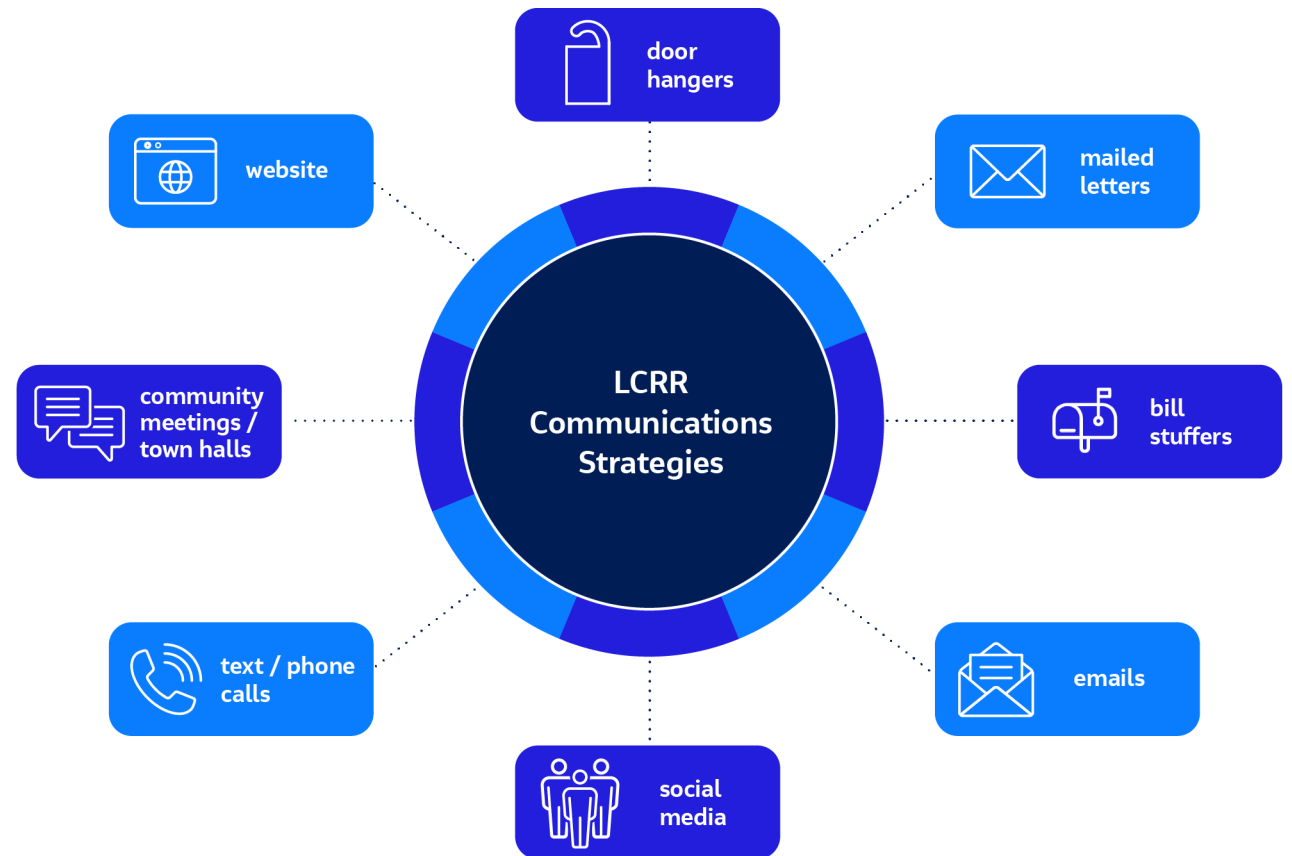 door
hangers
mailed
letters
bill
stuffers
emails
social
media
text / phone
calls
community
meetings /
town halls
website
LCRR
Communications
Strategies